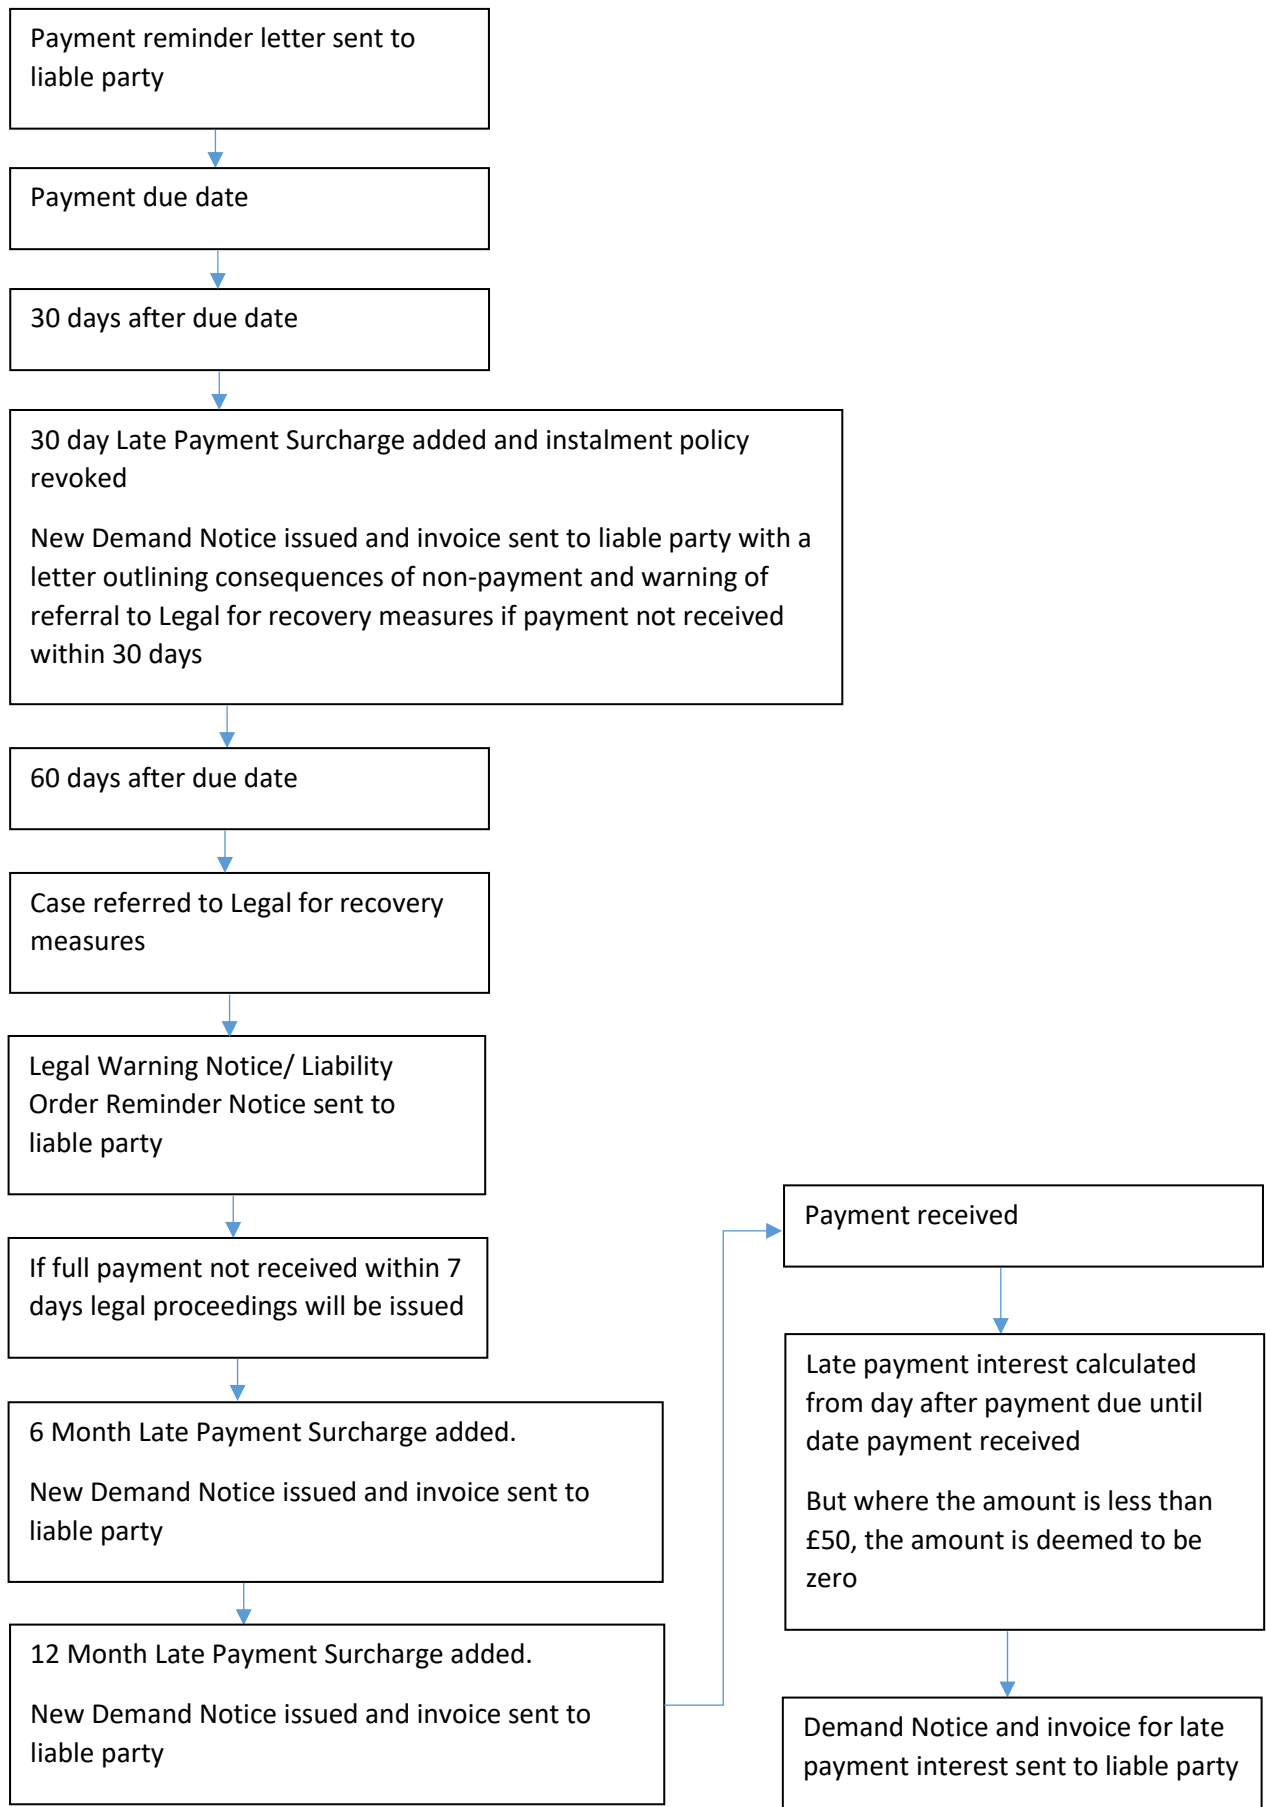 Payment reminder letter sent to
liable party
Payment due date
30 days after due date
30 day Late Payment Surcharge added and instalment policy
revoked
New Demand Notice issued and invoice sent to liable party with a
letter outlining consequences of non-payment and warning of
referral to Legal for recovery measures if payment not received
within 30 days
60 days after due date
Case referred to Legal for recovery
measures
Legal Warning Notice/ Liability
Order Reminder Notice sent to
liable party
If full payment not received within 7
days legal proceedings will be issued
6 Month Late Payment Surcharge added.
New Demand Notice issued and invoice sent to
liable party
12 Month Late Payment Surcharge added.
New Demand Notice issued and invoice sent to
liable party
Payment received
Late payment interest calculated
from day after payment due until
date payment received
But where the amount is less than
£50, the amount is deemed to be
zero
Demand Notice and invoice for late
payment interest sent to liable party